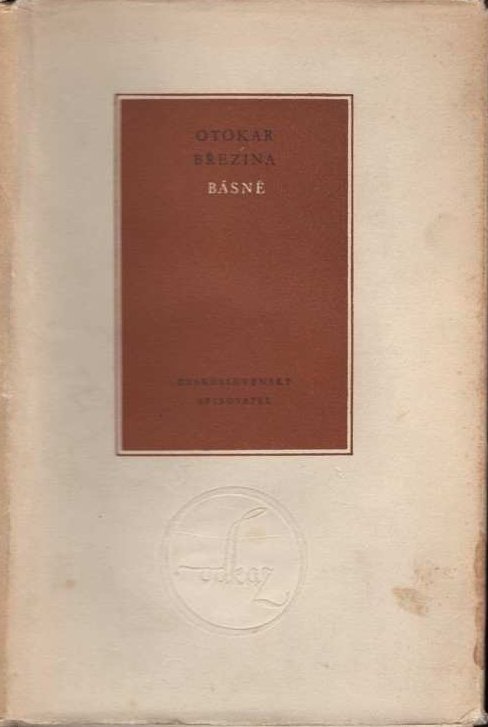 OTOKAR
BŘEZINA
BÁSNĚ
ČESKOSLOVENSKÝ
SPISOVATEL
odkaz